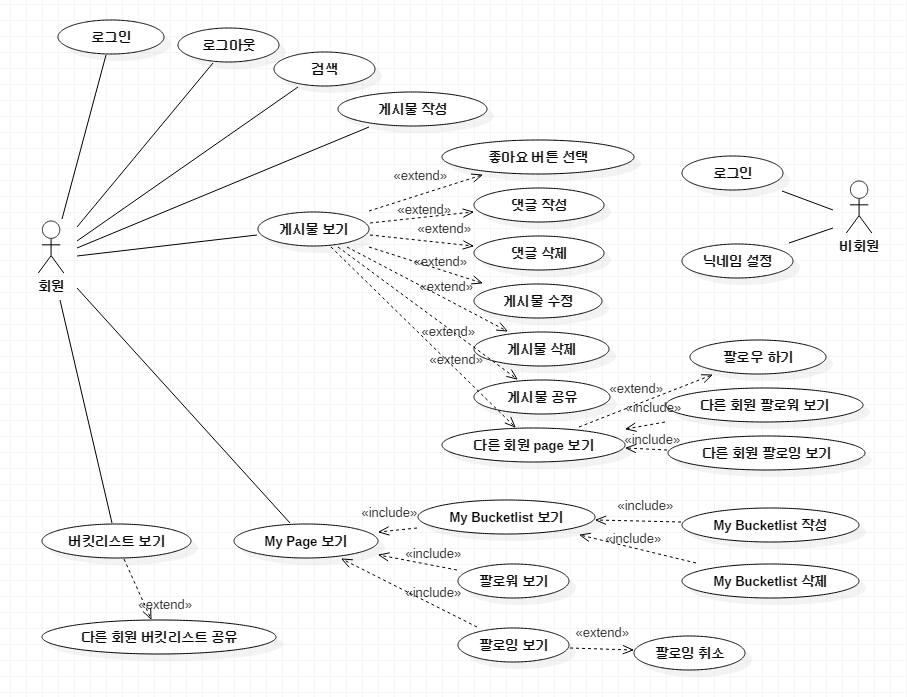 로그인
로그아웃
검색
게시물 작성
좋아요 버튼 선택
«extend»
로그인
댓글 작성
«extend»
게시물 보기
«extend»
비회원
댓글 삭제
«extend»
닉네임 설정
회원
«extend»
게시물 수정
«extend»
게시물 삭제
팔로우 하기
«extend»
«extend»
게시물 공유
«include»
다른 회원 팔로워 보기
다른 회원 page 보기
«include»
다른 회원 팔로잉 보기
«include»
My Bucketlist 보기
«include»
My Bucketlist 작성
버킷리스트 보기
My Page 보기
«include»
«include»
팔로워 보기
My Bucketlist 삭제
«include»
«extend»
다른 회원 버킷리스트 공유
팔로잉 보기
«extend»
팔로잉 취소